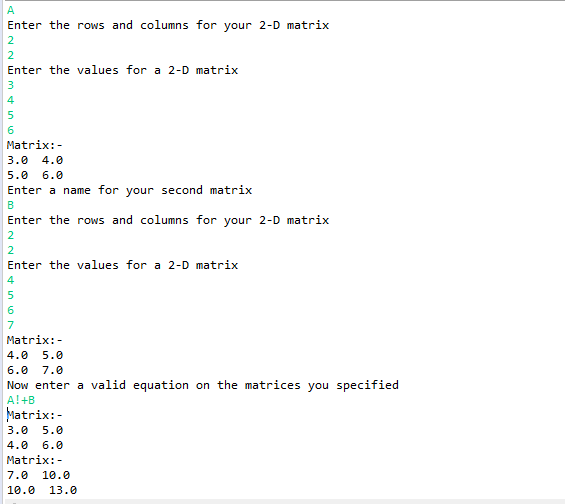 A
Enter the rows and columns for your 2-D matrix
2
2
Enter the values for a 2-D matrix
3
4
5
6
Matrix:-
3.0  4.0
5.0  6.0
Enter a name for your second matrix
B
Enter the rows and columns for your 2-D matrix
2
2
Enter the values for a 2-D matrix
4
5
6
7
Matrix:-
4.0  5.0
6.0  7.0
Now enter a valid equation on the matrices you specified
A!+B
Matrix:-
3.0  5.0
4.0  6.0
Matrix:-
7.0  10.0
10.0  13.0